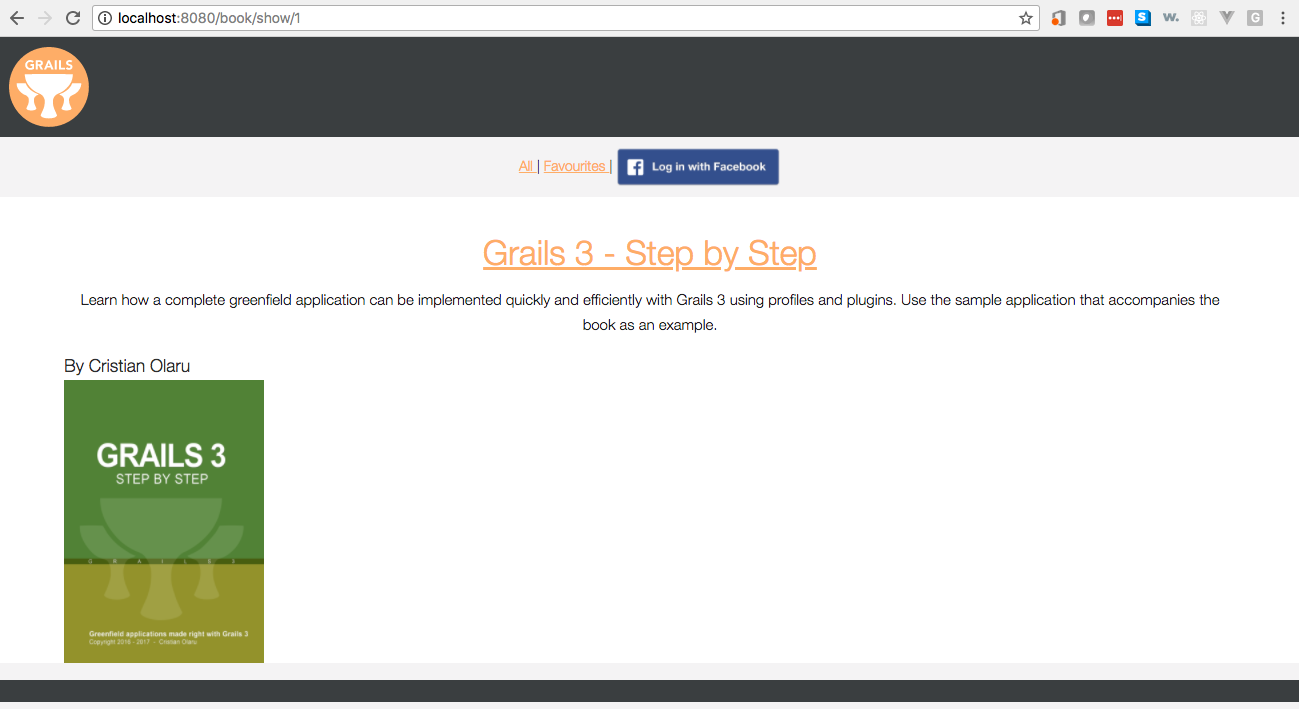 localhost:8080/book/show/1
S
w.
G
GRAILS
All | Favourites | Log in with Facebook
Grails 3 - Step by Step
Learn how a complete greenfield application can be implemented quickly and efficiently with Grails 3 using profiles and plugins. Use the sample application that accompanies the
book as an example.
By Cristian Olaru
GRAILS 3
STEP BY STEP
G R A I L S 3
Greenfield applications made right with Grails 3
Copyright 2016 - 2017 - Cristian Olaru